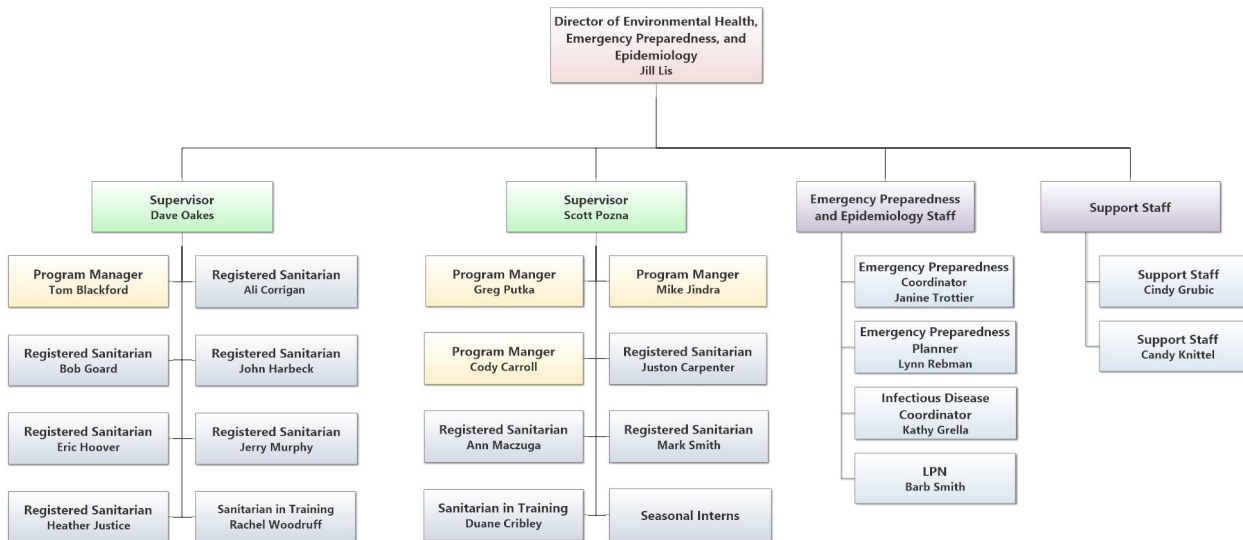 Director of Environmental Health,
Emergency Preparedness, and
Epidemiology
Jill Lis
Supervisor
Dave Oakes
Supervisor
Scott Pozna
Emergency Preparedness
and Epidemiology Staff
Support Staff
Program Manager
Tom Blackford
Registered Sanitarian
Ali Corrigan
Registered Sanitarian
Bob Goard
Registered Sanitarian
John Harbeck
Registered Sanitarian
Eric Hoover
Registered Sanitarian
Jerry Murphy
Registered Sanitarian
Heather Justice
Sanitarian in Training
Rachel Woodruff
Program Manger
Greg Putka
Program Manger
Mike Jindra
Program Manger
Cody Carroll
Registered Sanitarian
Juston Carpenter
Registered Sanitarian
Ann Maczuga
Registered Sanitarian
Mark Smith
Sanitarian in Training
Duane Cribley
Seasonal Interns
Emergency Preparedness
Coordinator
Janine Trottier
Emergency Preparedness
Planner
Lynn Rebman
Infectious Disease
Coordinator
Kathy Grella
LPN
Barb Smith
Support Staff
Cindy Grubic
Support Staff
Candy Knittel